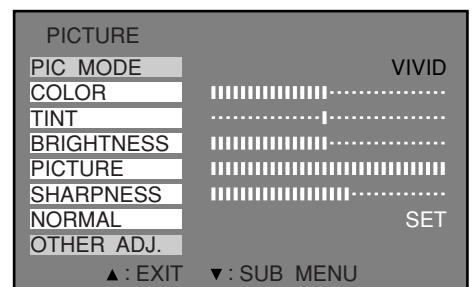 PICTURE
PIC MODE VIVID
COLOR
TINT
BRIGHTNESS
PICTURE
SHARPNESS
NORMAL SET
OTHER ADJ.
▲ : EXIT ▼ : SUB MENU